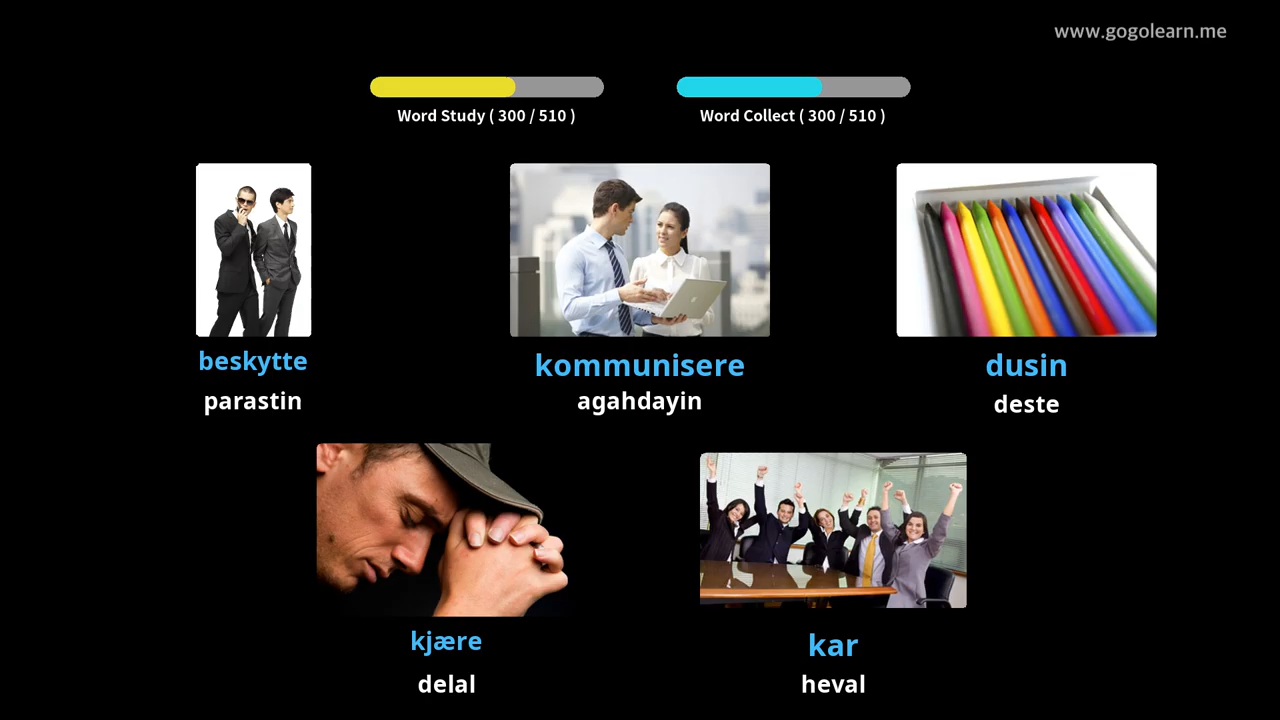 www.gogolearn.me
Word Study ( 300 / 510 )
Word Collect ( 300 / 510 )
beskytte
parastin
kommunisere
agahdayin
dusin
deste
kjære
delal
kar
heval